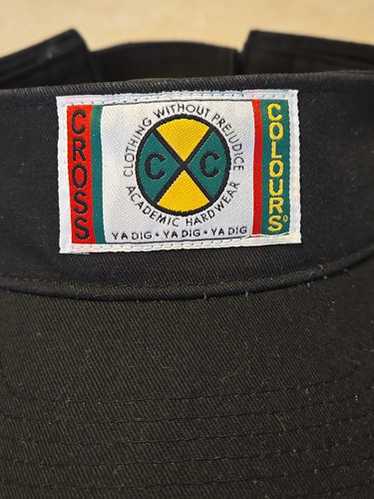 CROSS
CLOTHING WITHOUT PREJUDICE
C C
ACADEMIC HARDWEAR
YA DIG • YA DIG • YA DIG
COLOURS®